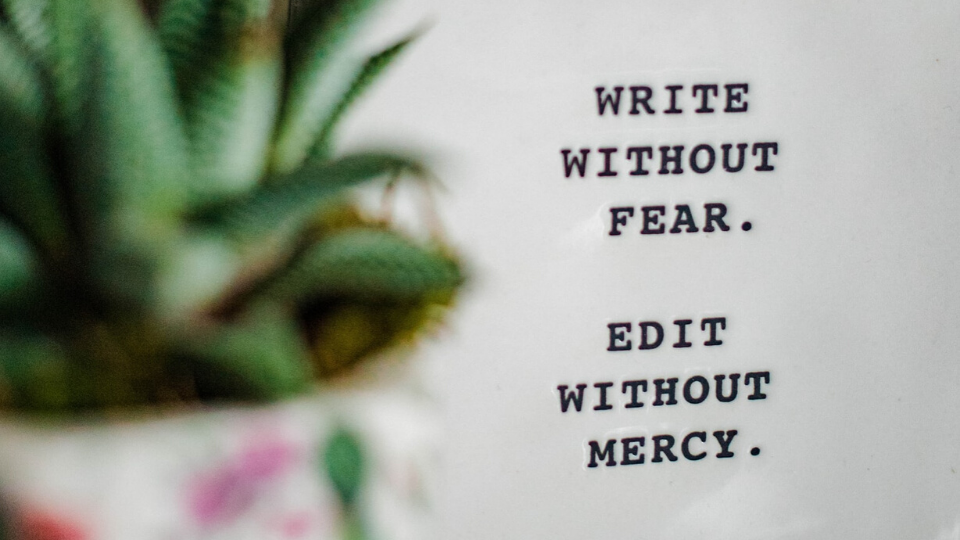 WRITE
WITHOUT
FEAR.
EDIT
WITHOUT
MERCY.